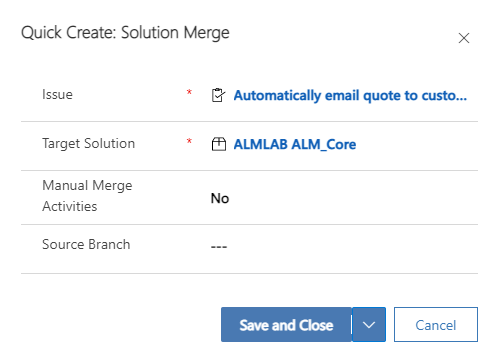 Quick Create: Solution Merge
Issue * Automatically email quote to custo...
Target Solution * ALMLAB ALM_Core
Manual Merge
Activities
No
Source Branch ---
Save and Close Cancel